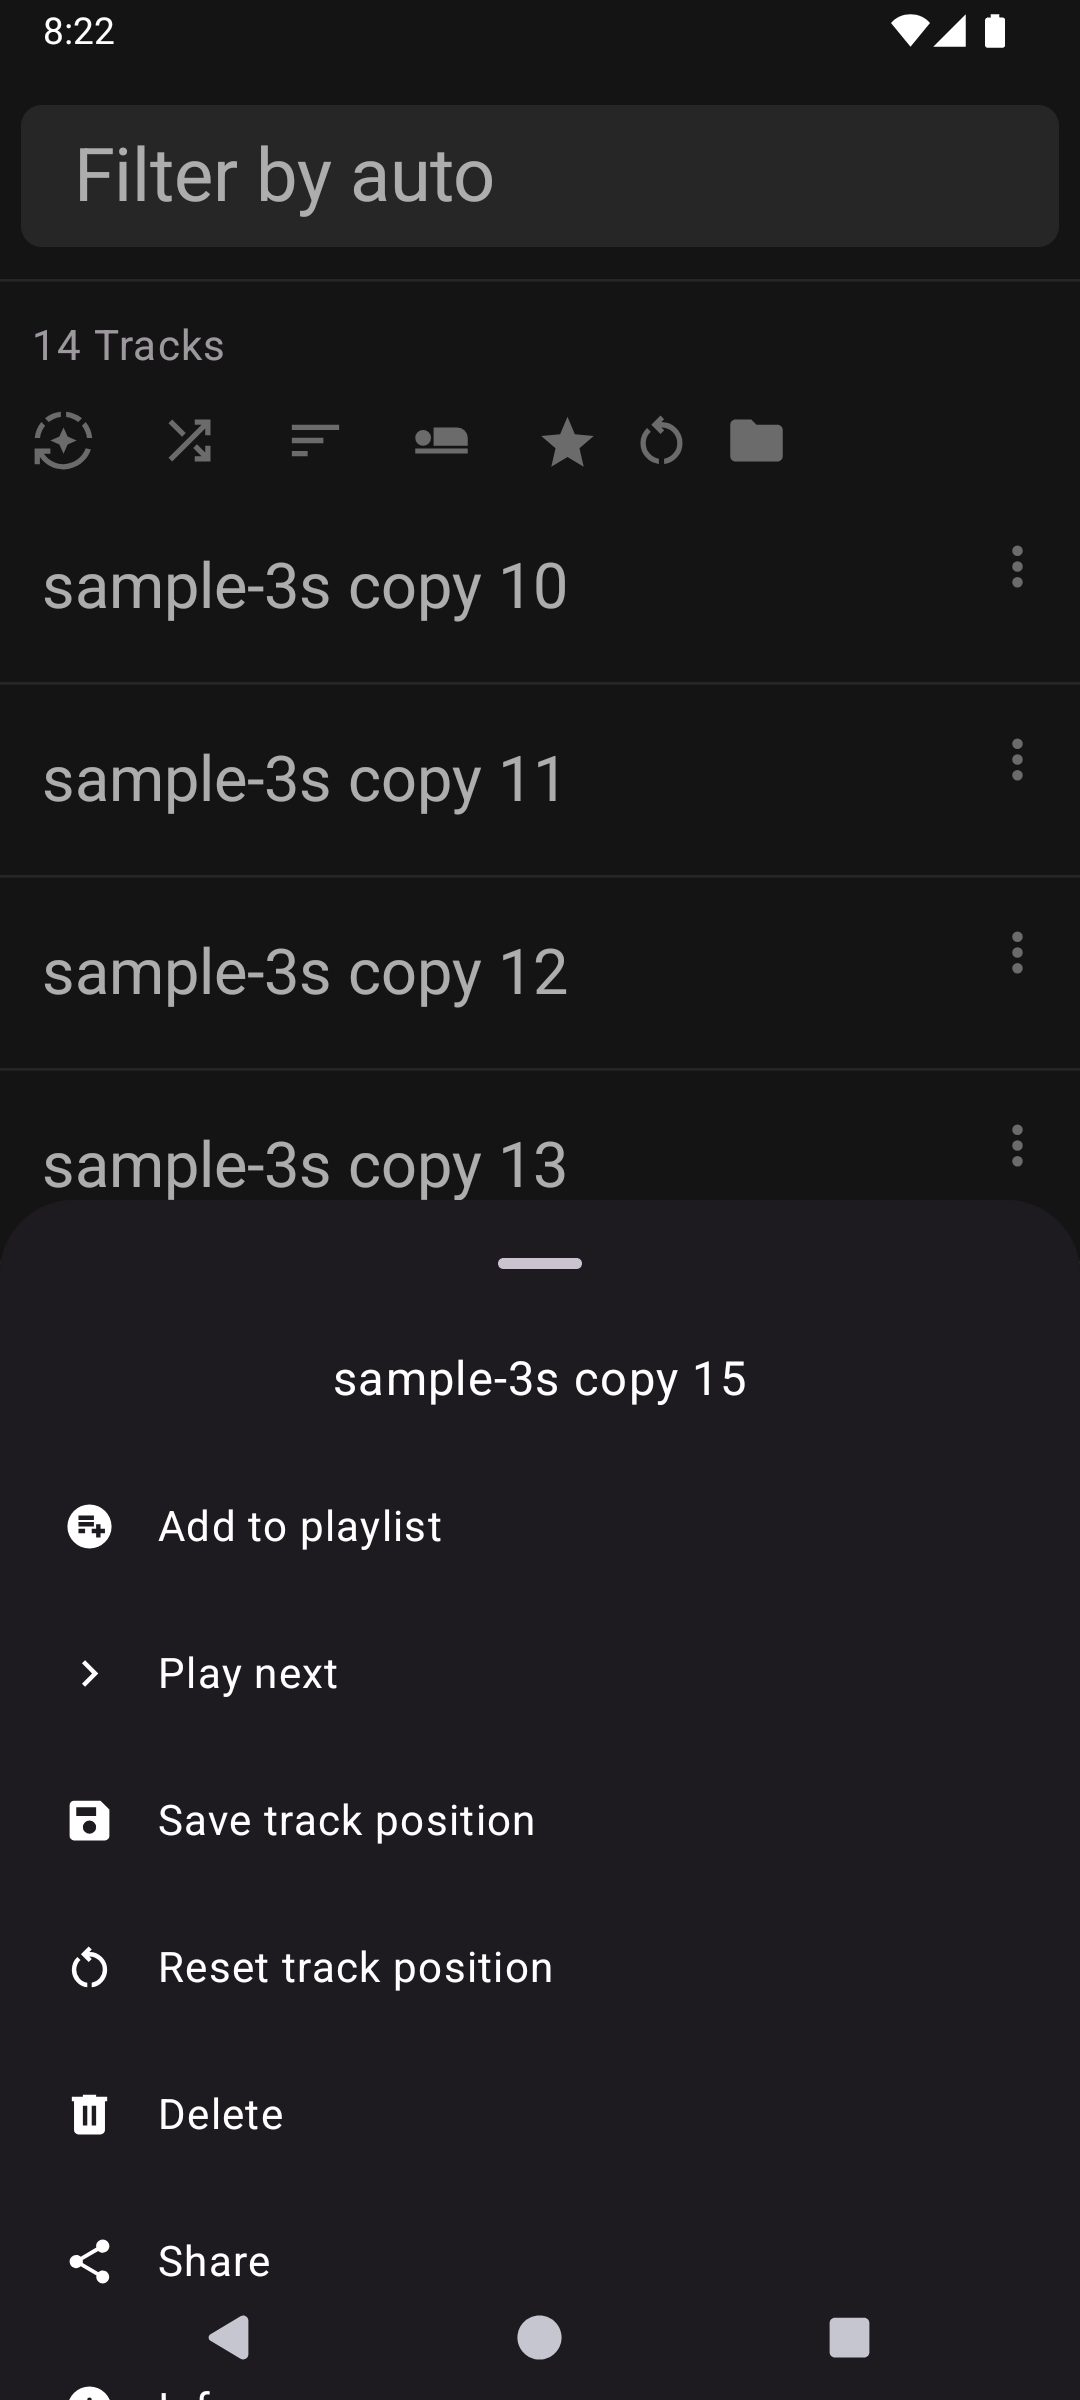 8:22
Filter by auto
14 Tracks
sample-3s copy 10
sample-3s copy 11
sample-3s copy 12
sample-3s copy 13
sample-3s copy 15
Add to playlist
Play next
Save track position
Reset track position
Delete
Share